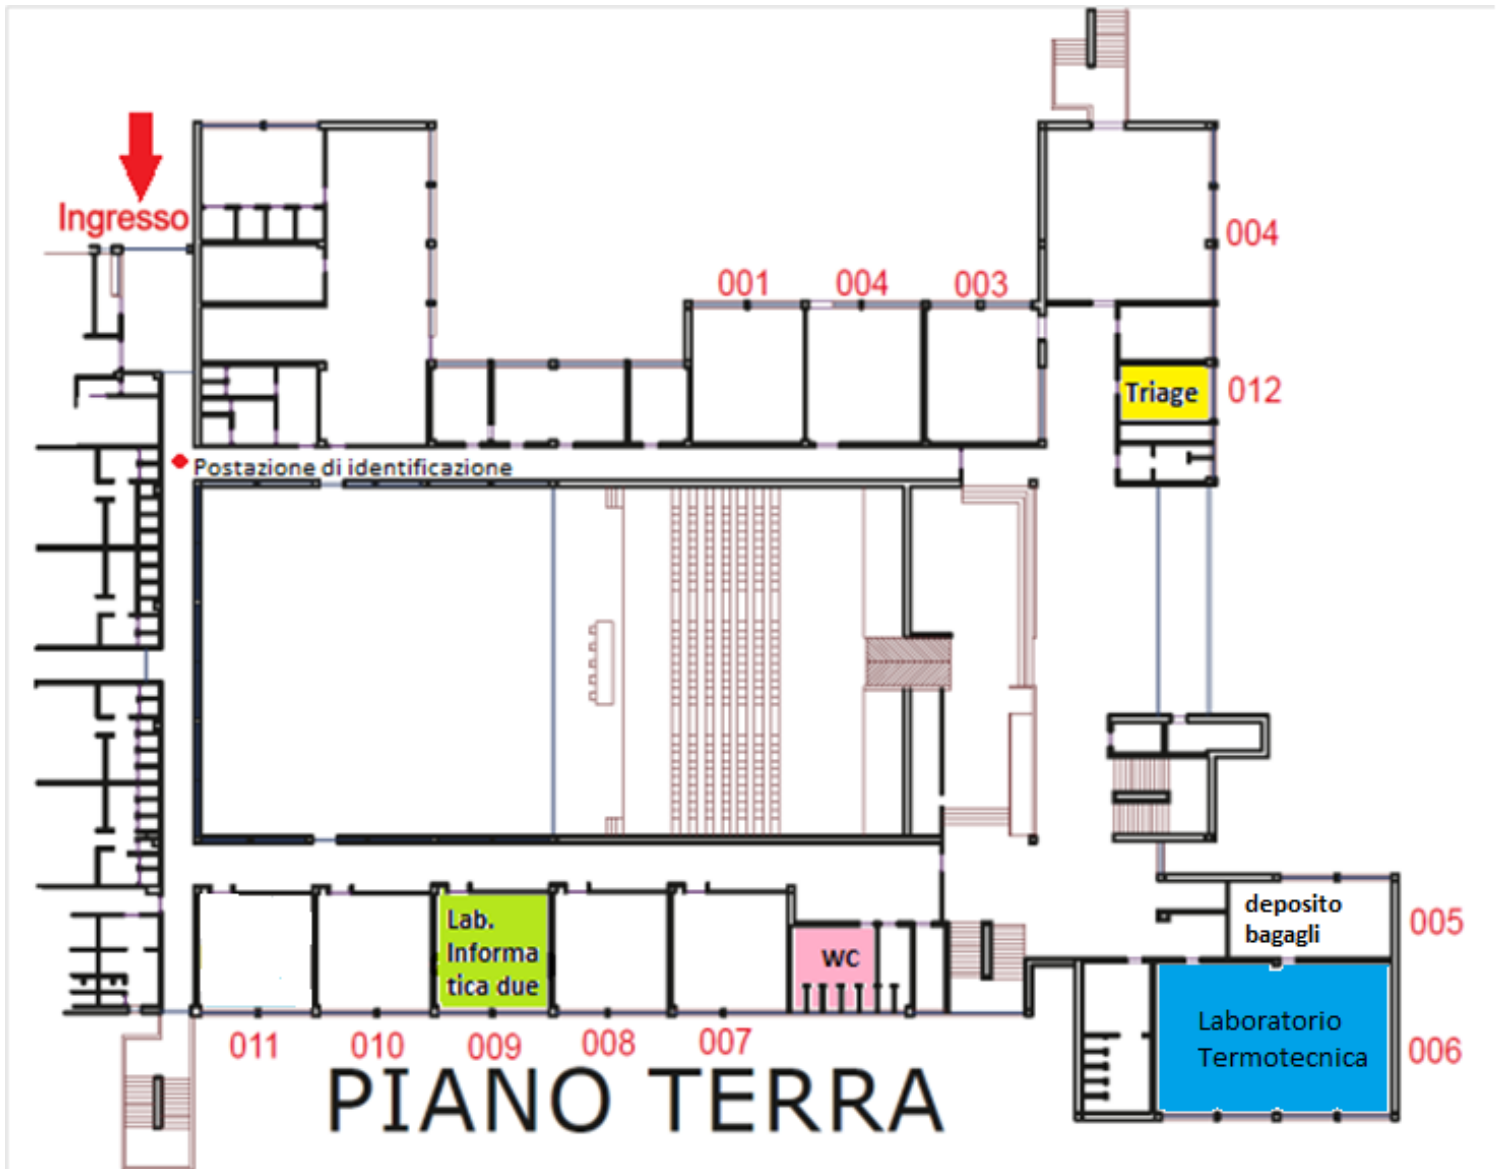 Ingresso
004
001
004
003
Triage
012
Postazione di identificazione
deposito
bagagli
005
Lab.
Informa
tica due
WC
Laboratorio
Termotecnica
006
011
010
009
008
007
PIANO TERRA